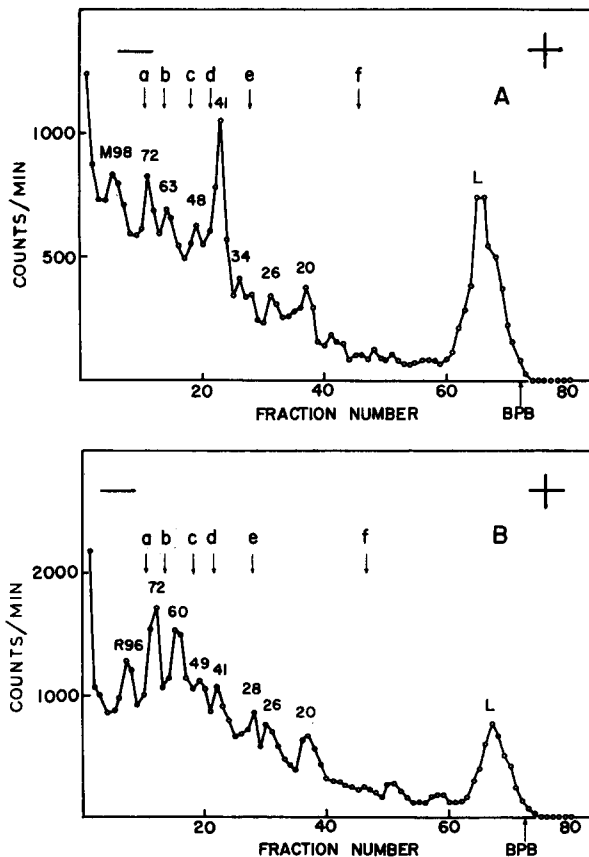 − +
a b c d e f
A
41
M98 72 63 48 34 26 20 L
1000
500
COUNTS/MIN
20 40 60 80
FRACTION NUMBER BPB
− +
a b c d e f
B
2000
1000
COUNTS/MIN
R96 72 60 49 41 28 26 20 L
20 40 60 80
FRACTION NUMBER BPB